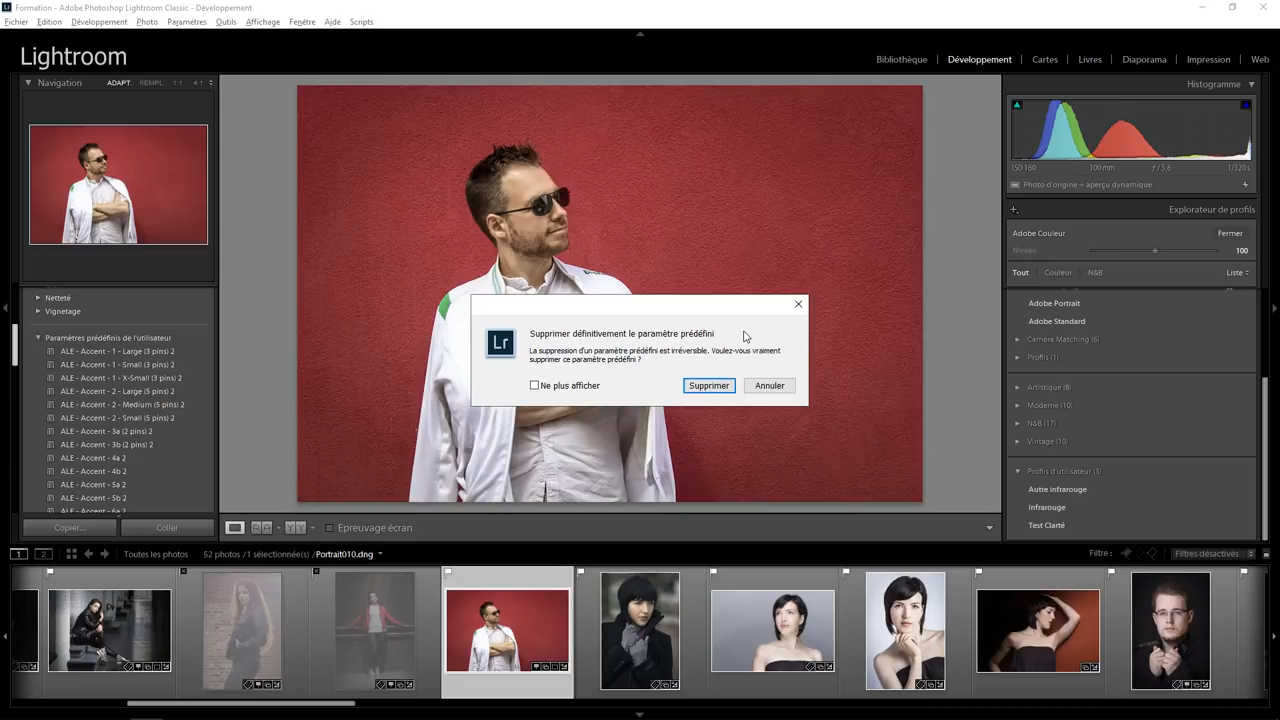 Formation - Adobe Photoshop Lightroom Classic - Développement
Fichier Edition Développement Photo Paramètres Outils Affichage Fenêtre Aide Scripts
Lightroom
Bibliothèque Développement Cartes Livres Diaporama Impression Web
Navigation ADAPT. REMPL. 1:1 4:1
Netteté
Vignetage
Paramètres prédéfinis de l'utilisateur
ALE - Accent - 1 - Large (3 pins) 2
ALE - Accent - 1 - Small (3 pins) 2
ALE - Accent - 1 - X-Small (3 pins) 2
ALE - Accent - 2 - Large (5 pins) 2
ALE - Accent - 2 - Medium (5 pins) 2
ALE - Accent - 2 - Small (5 pins) 2
ALE - Accent - 3a (2 pins) 2
ALE - Accent - 3b (2 pins) 2
ALE - Accent - 4a 2
ALE - Accent - 4b 2
ALE - Accent - 5a 2
ALE - Accent - 5b 2
ALE - Accent - 6a 2
Copier... Coller
Supprimer définitivement le paramètre prédéfini
Lr
La suppression d'un paramètre prédéfini est irréversible. Voulez-vous vraiment
supprimer ce paramètre prédéfini ?
Ne plus afficher Supprimer Annuler
R A Y Y Epreuvage écran
Histogramme
ISO 160 100 mm ƒ / 5,6 1/320 s
Photo d'origine + aperçu dynamique
Explorateur de profils
Adobe Couleur Fermer
Niveau 100
Tout Couleur N&B Liste
Adobe Portrait
Adobe Standard
Camera Matching (6)
Profils (1)
Artistique (8)
Moderne (10)
N&B (17)
Vintage (10)
Profils d'utilisateur (3)
Autre infrarouge
Infrarouge
Test Clarté
1 2 Toutes les photos 52 photos /1 sélectionnée(s) /Portrait010.dng Filtre : Filtres désactivés